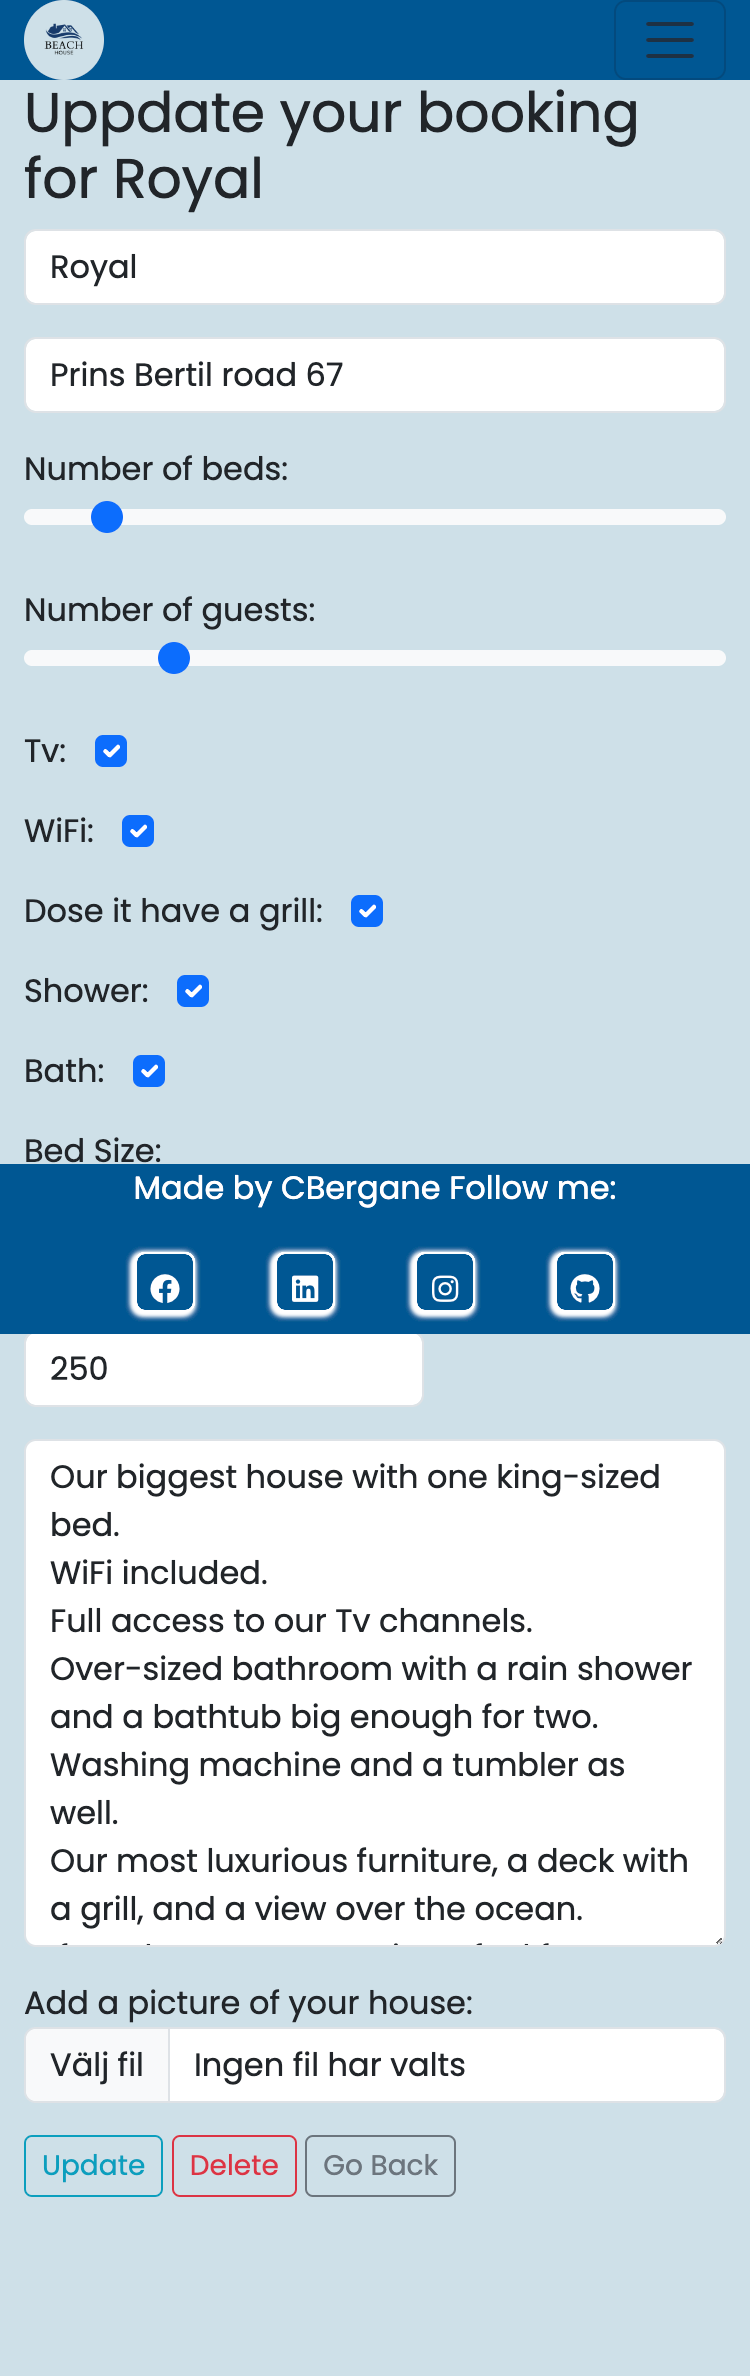 BEACH
HOUSE
Uppdate your booking
for Royal
Royal
Prins Bertil road 67
Number of beds:
Number of guests:
Tv:
WiFi:
Dose it have a grill:
Shower:
Bath:
Bed Size:
Made by CBergane Follow me:
250
Our biggest house with one king-sized
bed.
WiFi included.
Full access to our Tv channels.
Over-sized bathroom with a rain shower
and a bathtub big enough for two.
Washing machine and a tumbler as
well.
Our most luxurious furniture, a deck with
a grill, and a view over the ocean.
Add a picture of your house:
Välj fil Ingen fil har valts
Update Delete Go Back